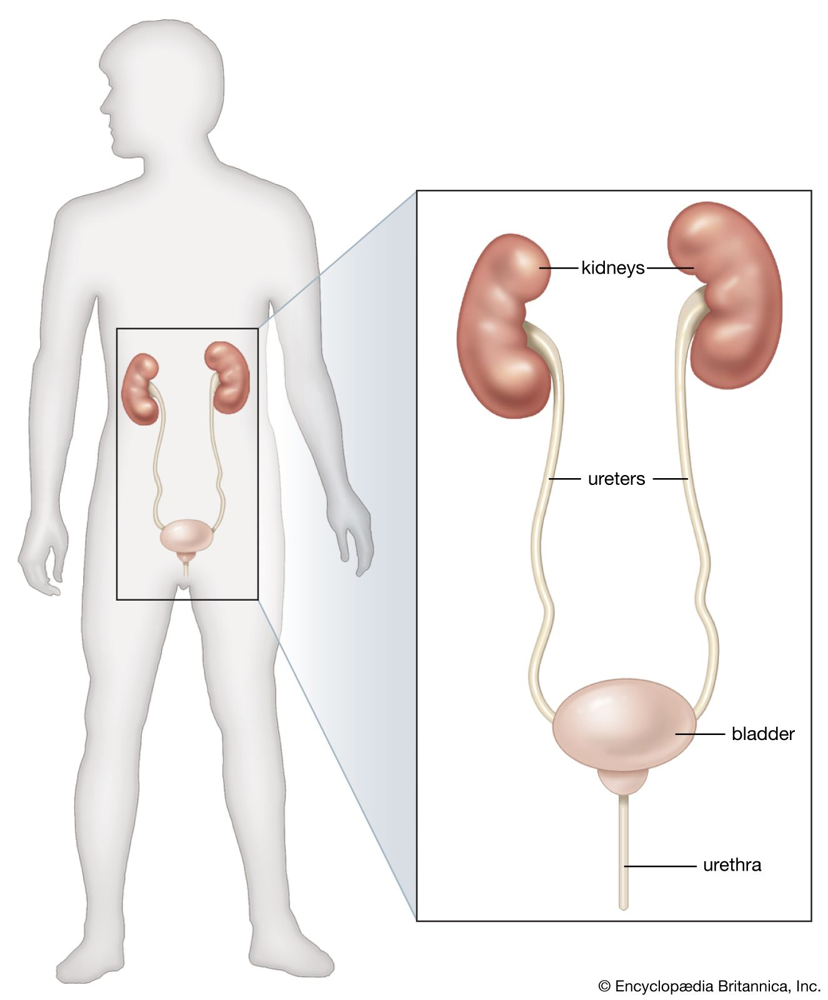 kidneys
ureters
bladder
urethra
© Encyclopædia Britannica, Inc.